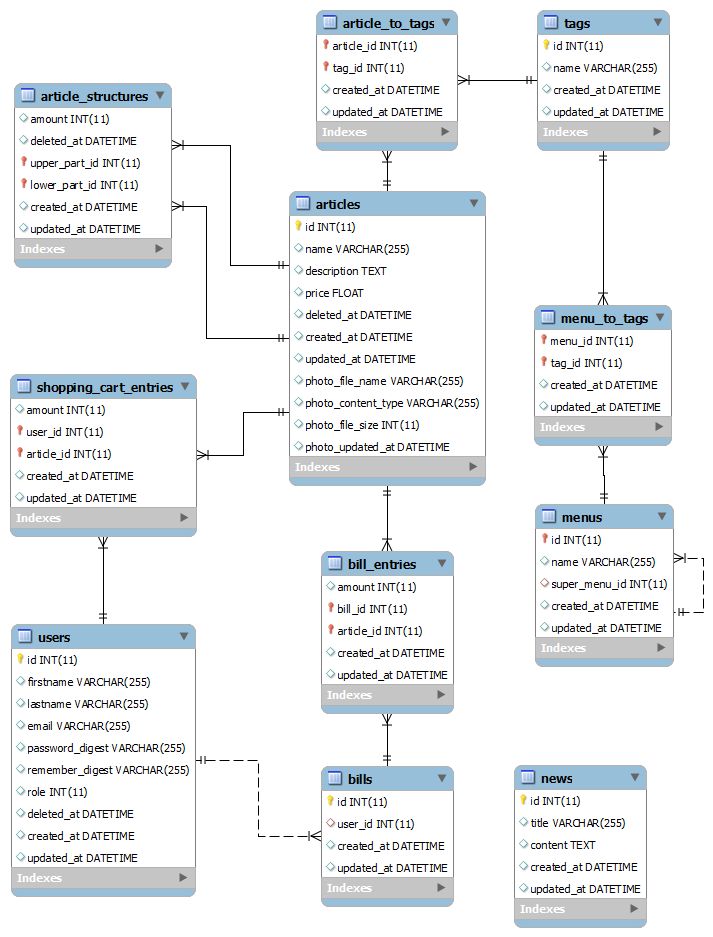 article_to_tags
article_id INT(11)
tag_id INT(11)
created_at DATETIME
updated_at DATETIME
Indexes
tags
id INT(11)
name VARCHAR(255)
created_at DATETIME
updated_at DATETIME
Indexes
article_structures
amount INT(11)
deleted_at DATETIME
upper_part_id INT(11)
lower_part_id INT(11)
created_at DATETIME
updated_at DATETIME
Indexes
articles
id INT(11)
name VARCHAR(255)
description TEXT
price FLOAT
deleted_at DATETIME
created_at DATETIME
updated_at DATETIME
photo_file_name VARCHAR(255)
photo_content_type VARCHAR(255)
photo_file_size INT(11)
photo_updated_at DATETIME
Indexes
menu_to_tags
menu_id INT(11)
tag_id INT(11)
created_at DATETIME
updated_at DATETIME
Indexes
shopping_cart_entries
amount INT(11)
user_id INT(11)
article_id INT(11)
created_at DATETIME
updated_at DATETIME
Indexes
menus
id INT(11)
name VARCHAR(255)
super_menu_id INT(11)
created_at DATETIME
updated_at DATETIME
Indexes
bill_entries
amount INT(11)
bill_id INT(11)
article_id INT(11)
created_at DATETIME
updated_at DATETIME
Indexes
users
id INT(11)
firstname VARCHAR(255)
lastname VARCHAR(255)
email VARCHAR(255)
password_digest VARCHAR(255)
remember_digest VARCHAR(255)
role INT(11)
deleted_at DATETIME
created_at DATETIME
updated_at DATETIME
Indexes
bills
id INT(11)
user_id INT(11)
created_at DATETIME
updated_at DATETIME
Indexes
news
id INT(11)
title VARCHAR(255)
content TEXT
created_at DATETIME
updated_at DATETIME
Indexes